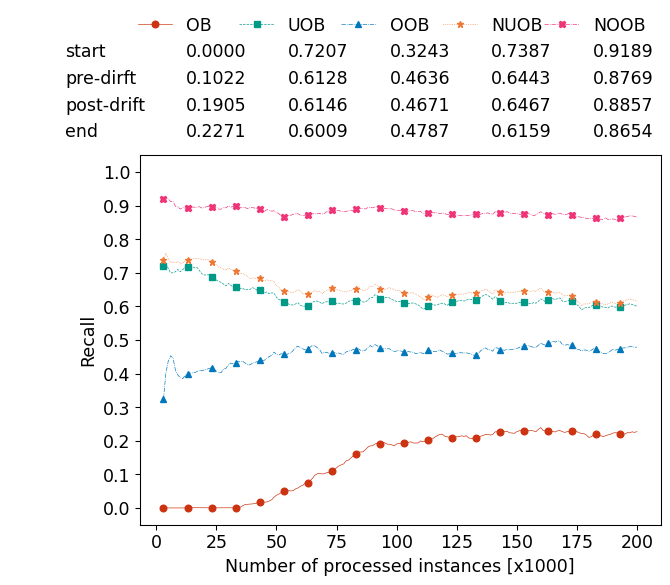 OB UOB OOB NUOB NOOB
start 0.0000 0.7207 0.3243 0.7387 0.9189
pre-dirft 0.1022 0.6128 0.4636 0.6443 0.8769
post-drift 0.1905 0.6146 0.4671 0.6467 0.8857
end 0.2271 0.6009 0.4787 0.6159 0.8654
1.0
0.9
0.8
0.7
0.6
0.5
0.4
0.3
0.2
0.1
0.0
Recall
0 25 50 75 100 125 150 175 200
Number of processed instances [x1000]